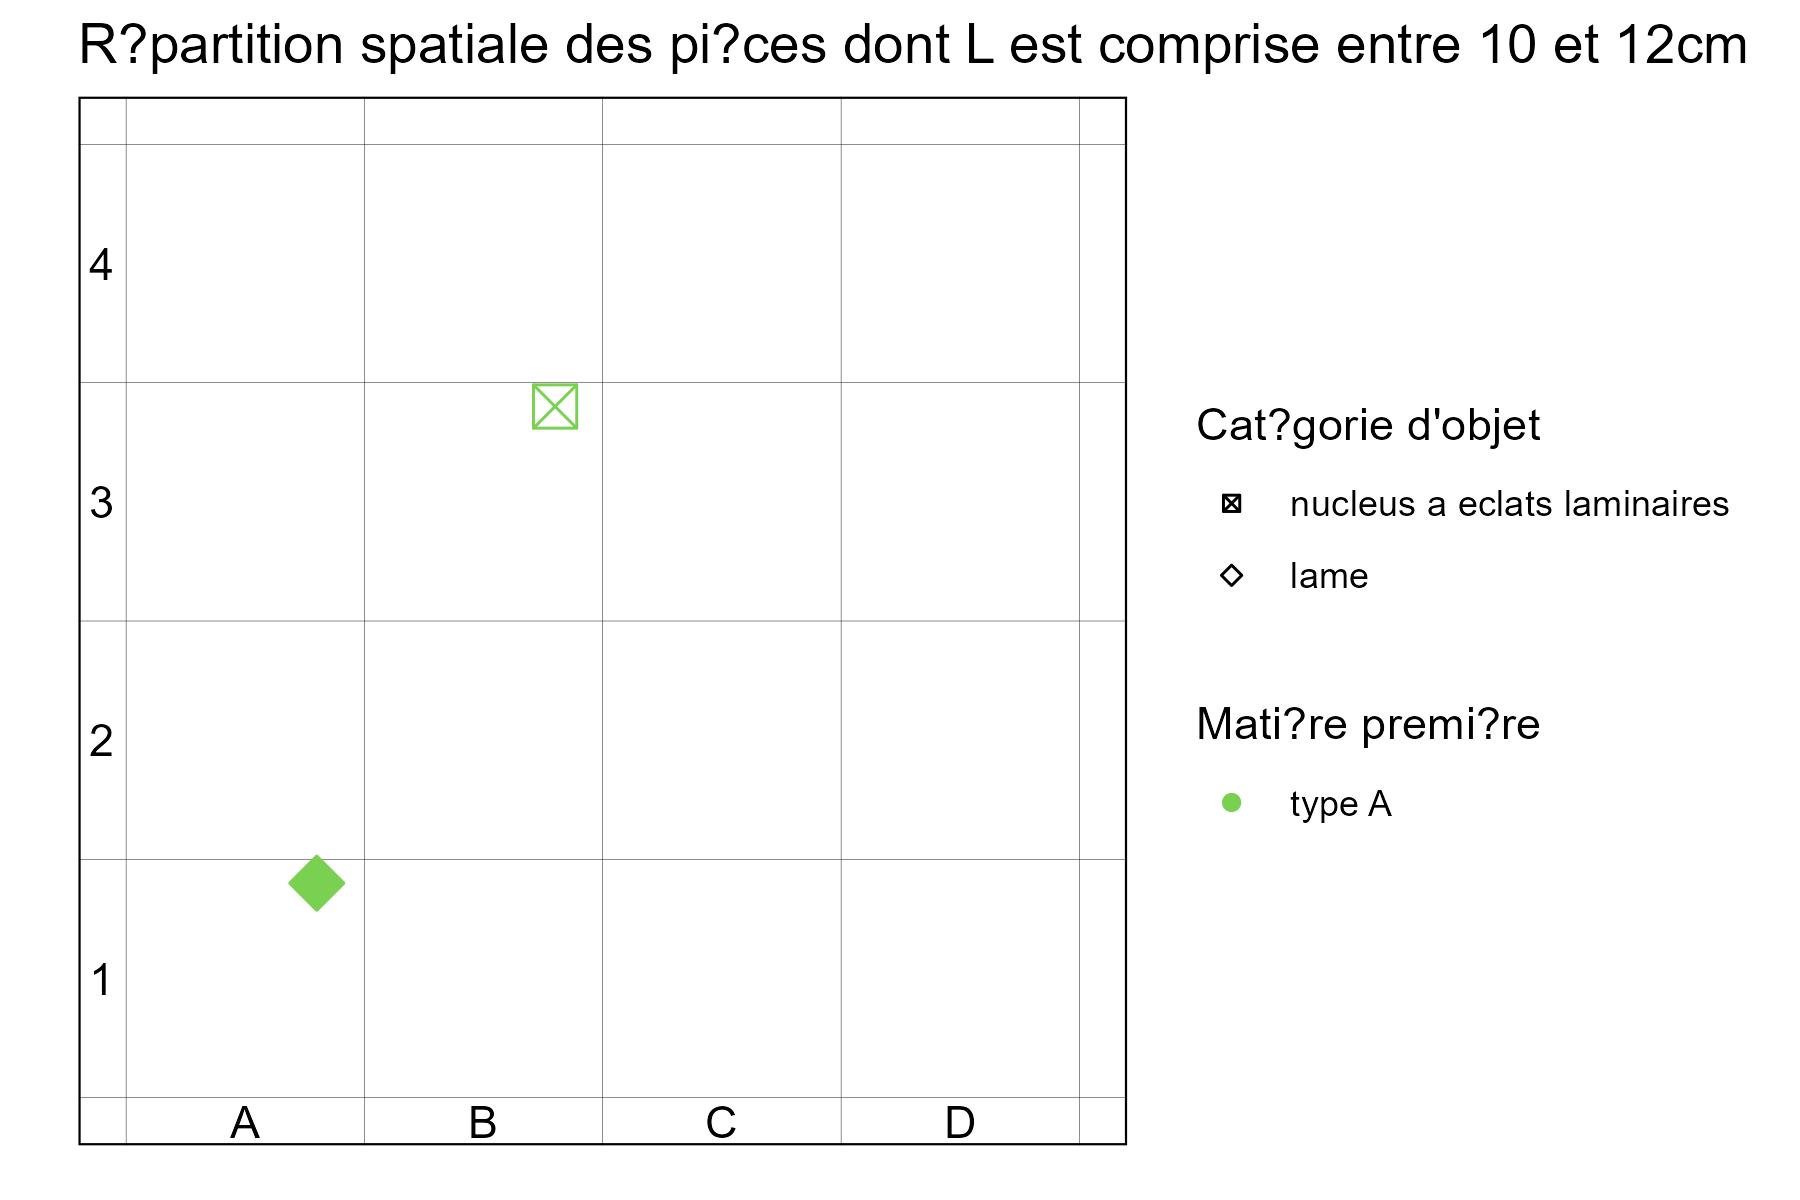 R?partition spatiale des pi?ces dont L est comprise entre 10 et 12cm
4
3
2
1
A B C D
Cat?gorie d'objet
nucleus a eclats laminaires
lame
Mati?re premi?re
type A